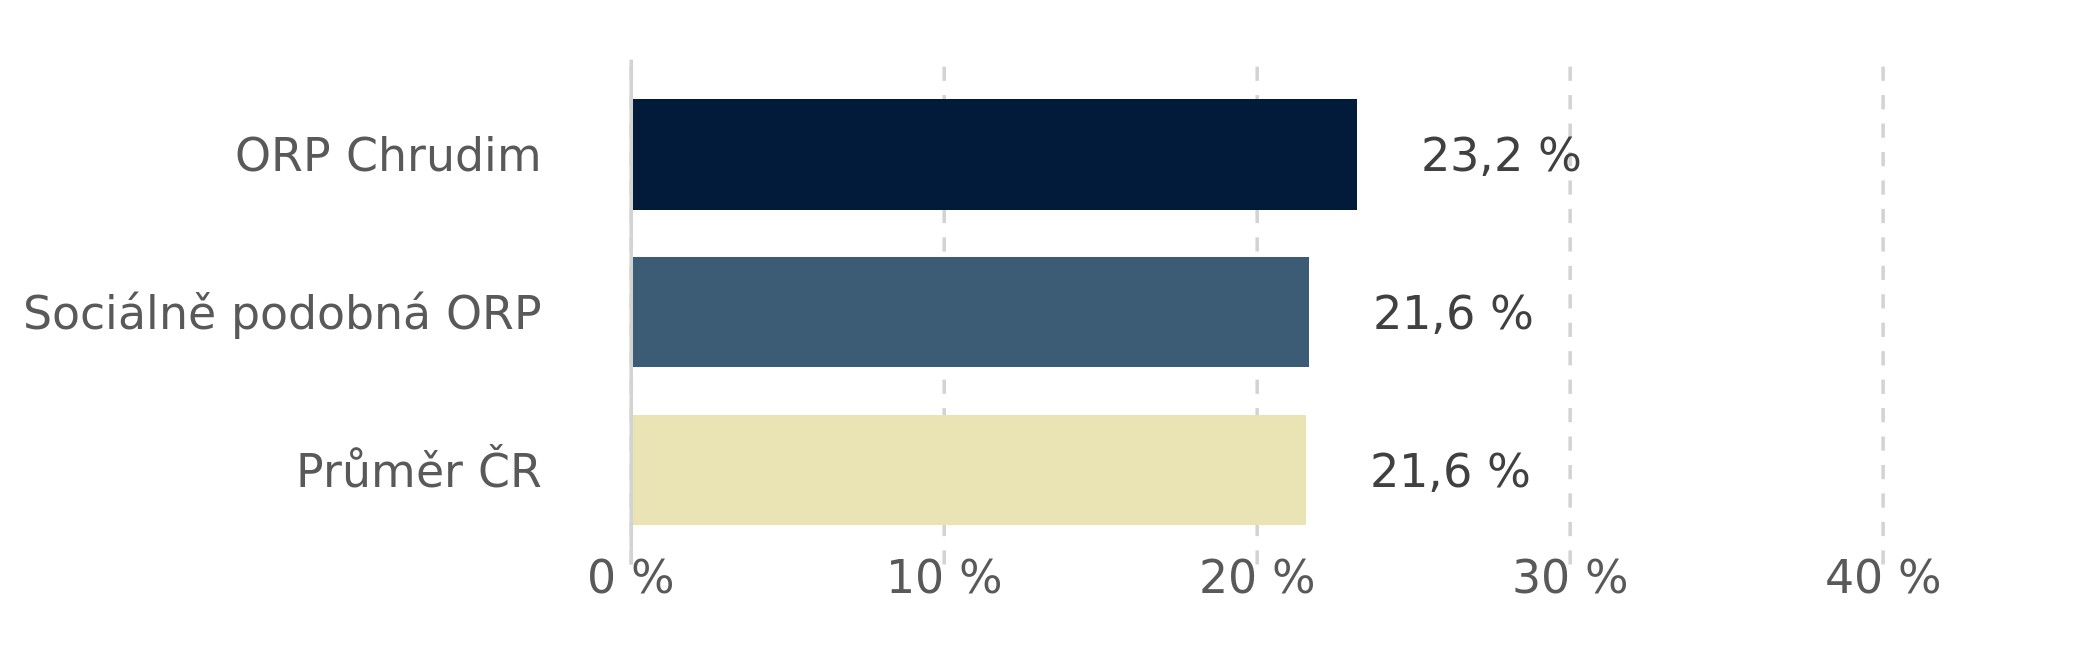 ORP Chrudim 23,2 %
Sociálně podobná ORP 21,6 %
Průměr ČR 21,6 %
0 % 10 % 20 % 30 % 40 %